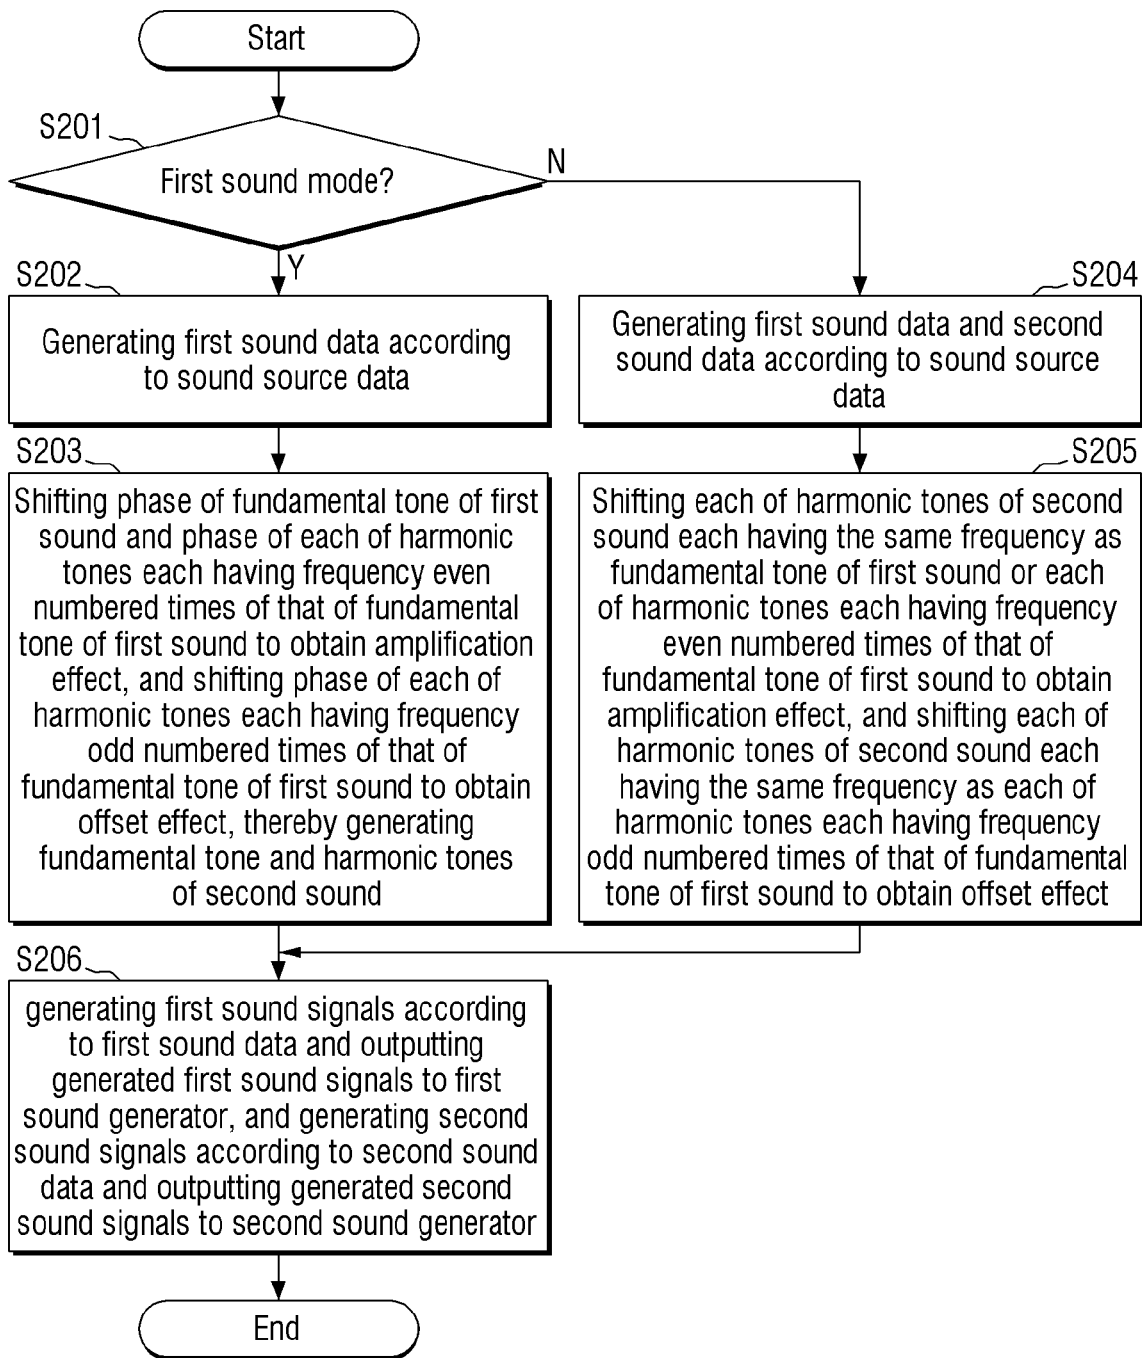 Start
S201
First sound mode?
N
Y
S202
Generating first sound data according
to sound source data
S203
Shifting phase of fundamental tone of first
sound and phase of each of harmonic
tones each having frequency even
numbered times of that of fundamental
tone of first sound to obtain amplification
effect, and shifting phase of each of
harmonic tones each having frequency
odd numbered times of that of
fundamental tone of first sound to obtain
offset effect, thereby generating
fundamental tone and harmonic tones
of second sound
S204
Generating first sound data and second
sound data according to sound source
data
S205
Shifting each of harmonic tones of second
sound each having the same frequency as
fundamental tone of first sound or each
of harmonic tones each having frequency
even numbered times of that of
fundamental tone of first sound to obtain
amplification effect, and shifting each of
harmonic tones of second sound each
having the same frequency as each of
harmonic tones each having frequency
odd numbered times of that of fundamental
tone of first sound to obtain offset effect
S206
generating first sound signals according
to first sound data and outputting
generated first sound signals to first
sound generator, and generating second
sound signals according to second sound
data and outputting generated second
sound signals to second sound generator
End